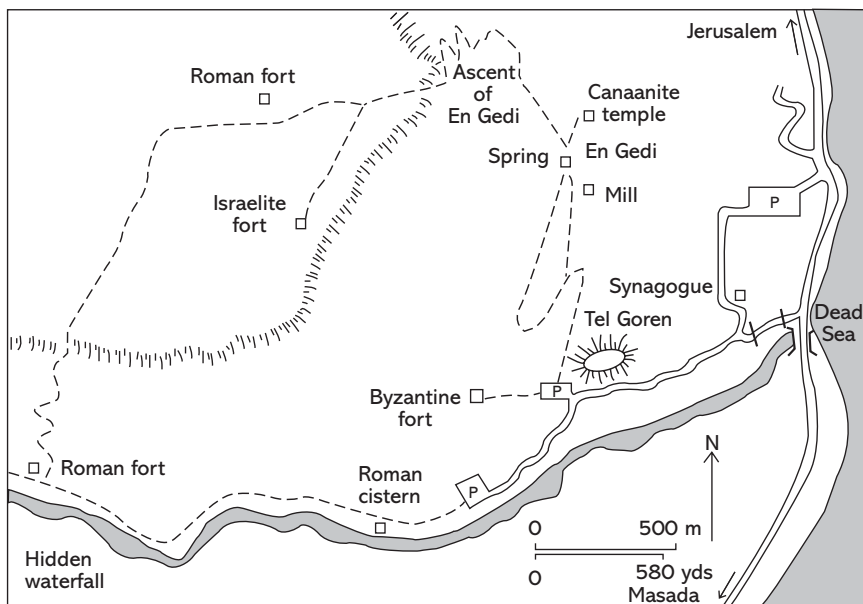 Jerusalem
Roman fort
Ascent
of
En Gedi
Canaanite
temple
Spring
En Gedi
Mill
P
Israelite
fort
Synagogue
Dead
Sea
Tel Goren
Byzantine
fort
P
Roman fort
Roman
cistern
P
N
Hidden
waterfall
0 500 m
0 580 yds
Masada